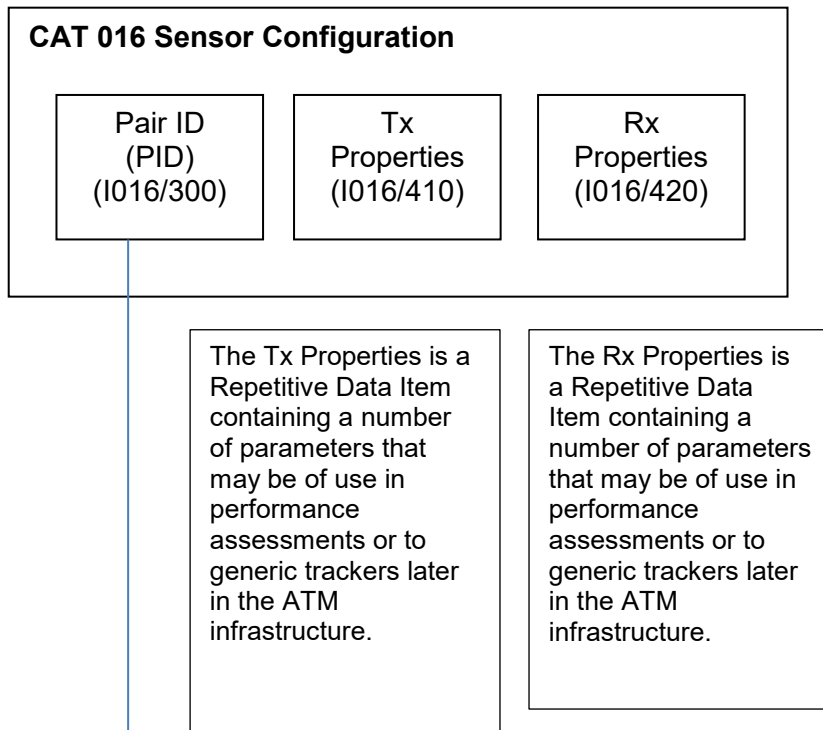 CAT 016 Sensor Configuration
Pair ID
(PID)
(I016/300)
Tx
Properties
(I016/410)
Rx
Properties
(I016/420)
The Tx Properties is a
Repetitive Data Item
containing a number
of parameters that
may be of use in
performance
assessments or to
generic trackers later
in the ATM
infrastructure.
The Rx Properties is
a Repetitive Data
Item containing a
number of parameters
that may be of use in
performance
assessments or to
generic trackers later
in the ATM
infrastructure.